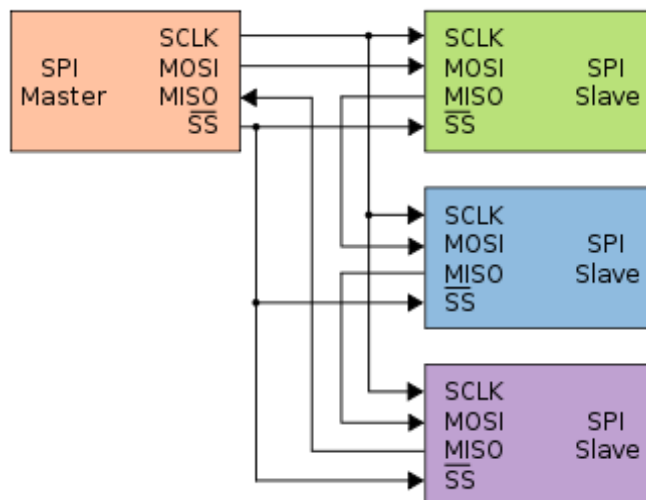 SCLK
SPI MOSI
Master MISO
SS
SCLK
MOSI SPI
MISO Slave
SS
SCLK
MOSI SPI
MISO Slave
SS
SCLK
MOSI SPI
MISO Slave
SS